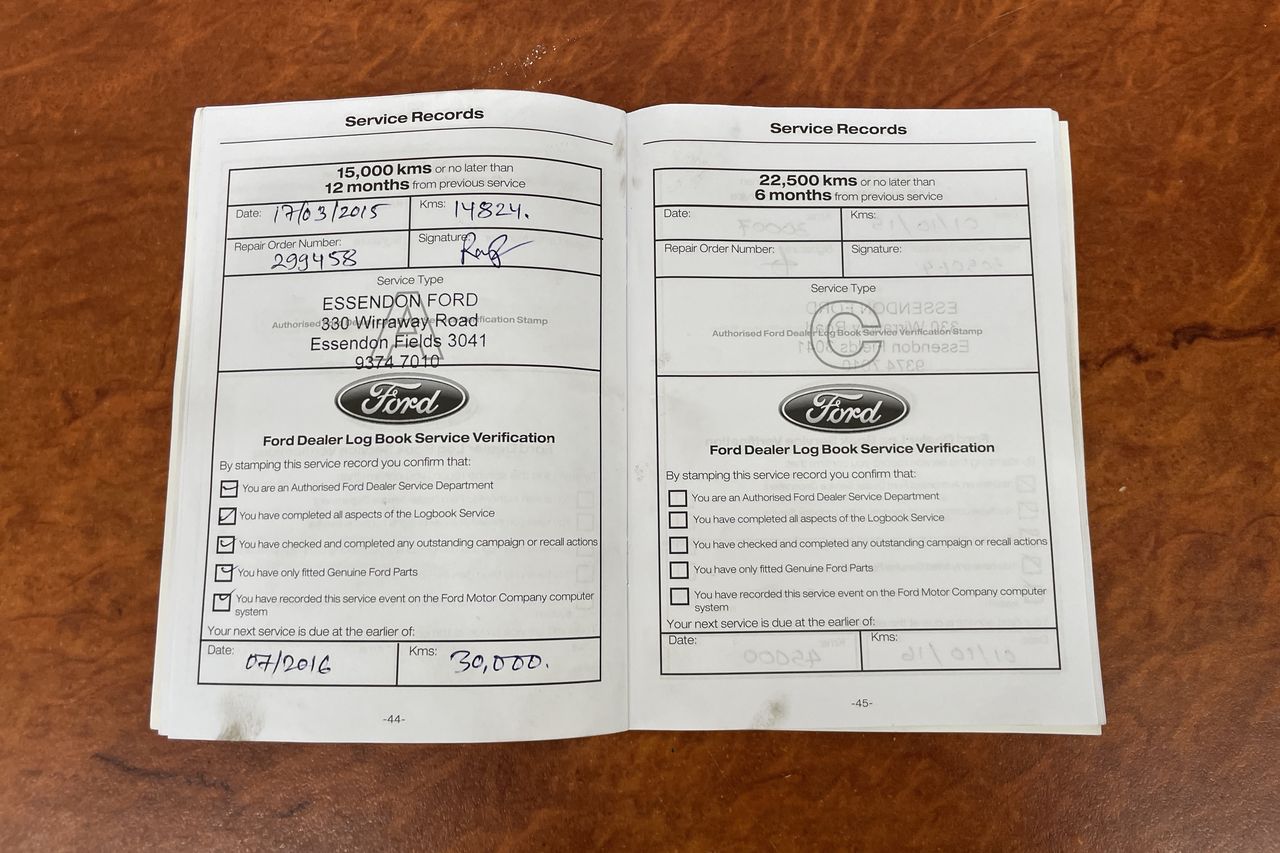 Service Records
15,000 kms or no later than
12 months from previous service
Date: 17/03/2015 Kms: 14824.
Repair Order Number: 299458 Signature:
Service Type
A
Authorised Ford Dealer Log Book Service Verification Stamp
ESSENDON FORD
330 Wirraway Road
Essendon Fields 3041
9374 7010
Ford
Ford Dealer Log Book Service Verification
By stamping this service record you confirm that:
You are an Authorised Ford Dealer Service Department
You have completed all aspects of the Logbook Service
You have checked and completed any outstanding campaign or recall actions
You have only fitted Genuine Ford Parts
You have recorded this service event on the Ford Motor Company computer
system
Your next service is due at the earlier of:
Date: 07/2016 Kms: 30,000.
-44-
Service Records
22,500 kms or no later than
6 months from previous service
Date: Kms:
Repair Order Number: Signature:
Service Type
C
Authorised Ford Dealer Log Book Service Verification Stamp
Ford
Ford Dealer Log Book Service Verification
By stamping this service record you confirm that:
You are an Authorised Ford Dealer Service Department
You have completed all aspects of the Logbook Service
You have checked and completed any outstanding campaign or recall actions
You have only fitted Genuine Ford Parts
You have recorded this service event on the Ford Motor Company computer
system
Your next service is due at the earlier of:
Date: Kms:
-45-